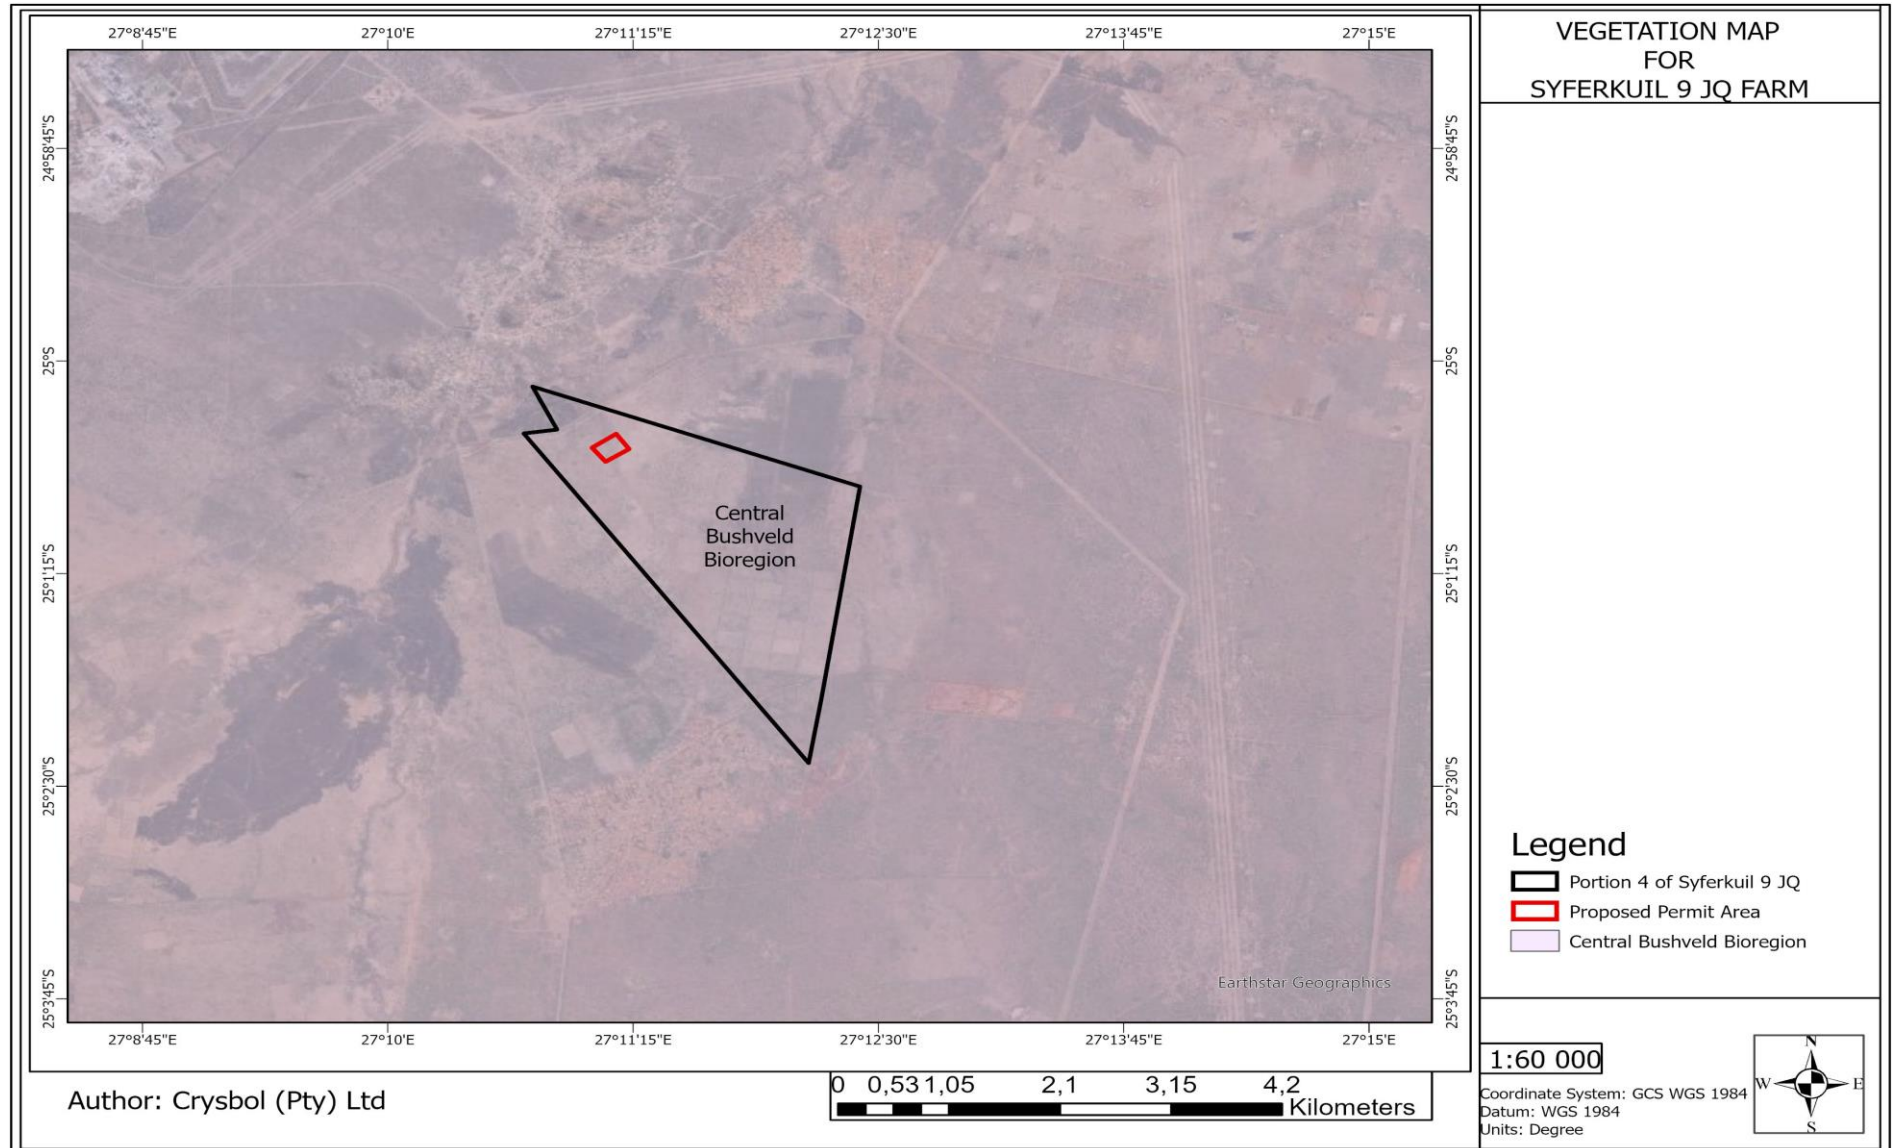 VEGETATION MAP
FOR
SYFERKUIL 9 JQ FARM
27°8'45"E 27°10'E 27°11'15"E 27°12'30"E 27°13'45"E 27°15'E
24°58'45"S
25°S
25°1'15"S
25°2'30"S
25°3'45"S
24°58'45"S
25°S
25°1'15"S
25°2'30"S
25°3'45"S
Central
Bushveld
Bioregion
Earthstar Geographics
27°8'45"E 27°10'E 27°11'15"E 27°12'30"E 27°13'45"E 27°15'E
Legend
Portion 4 of Syferkuil 9 JQ
Proposed Permit Area
Central Bushveld Bioregion
Author: Crysbol (Pty) Ltd
0 0,53 1,05 2,1 3,15 4,2
Kilometers
1:60 000
Coordinate System: GCS WGS 1984
Datum: WGS 1984
Units: Degree
N
W E
S